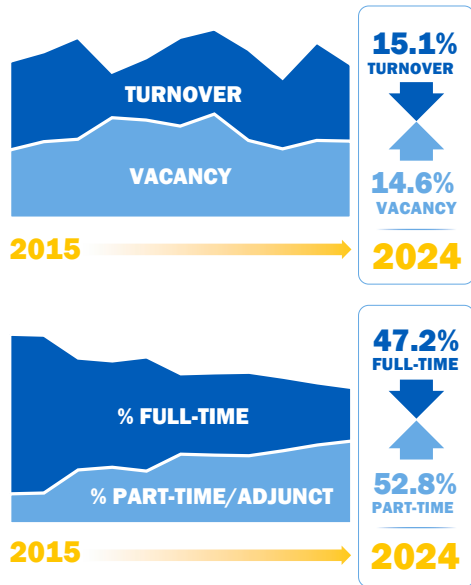 TURNOVER
VACANCY
2015
15.1%
TURNOVER
14.6%
VACANCY
2024
% FULL-TIME
% PART-TIME/ADJUNCT
2015
47.2%
FULL-TIME
52.8%
PART-TIME
2024